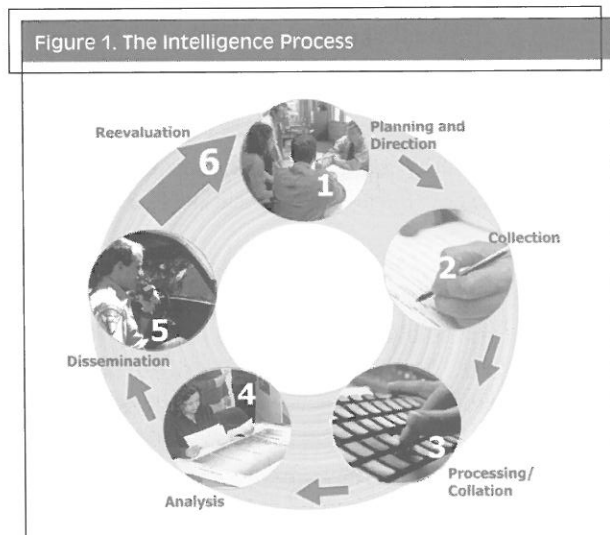 Figure 1. The Intelligence Process
Reevaluation
6
1
Planning and
Direction
2
Collection
3
Processing/
Collation
4
Analysis
5
Dissemination